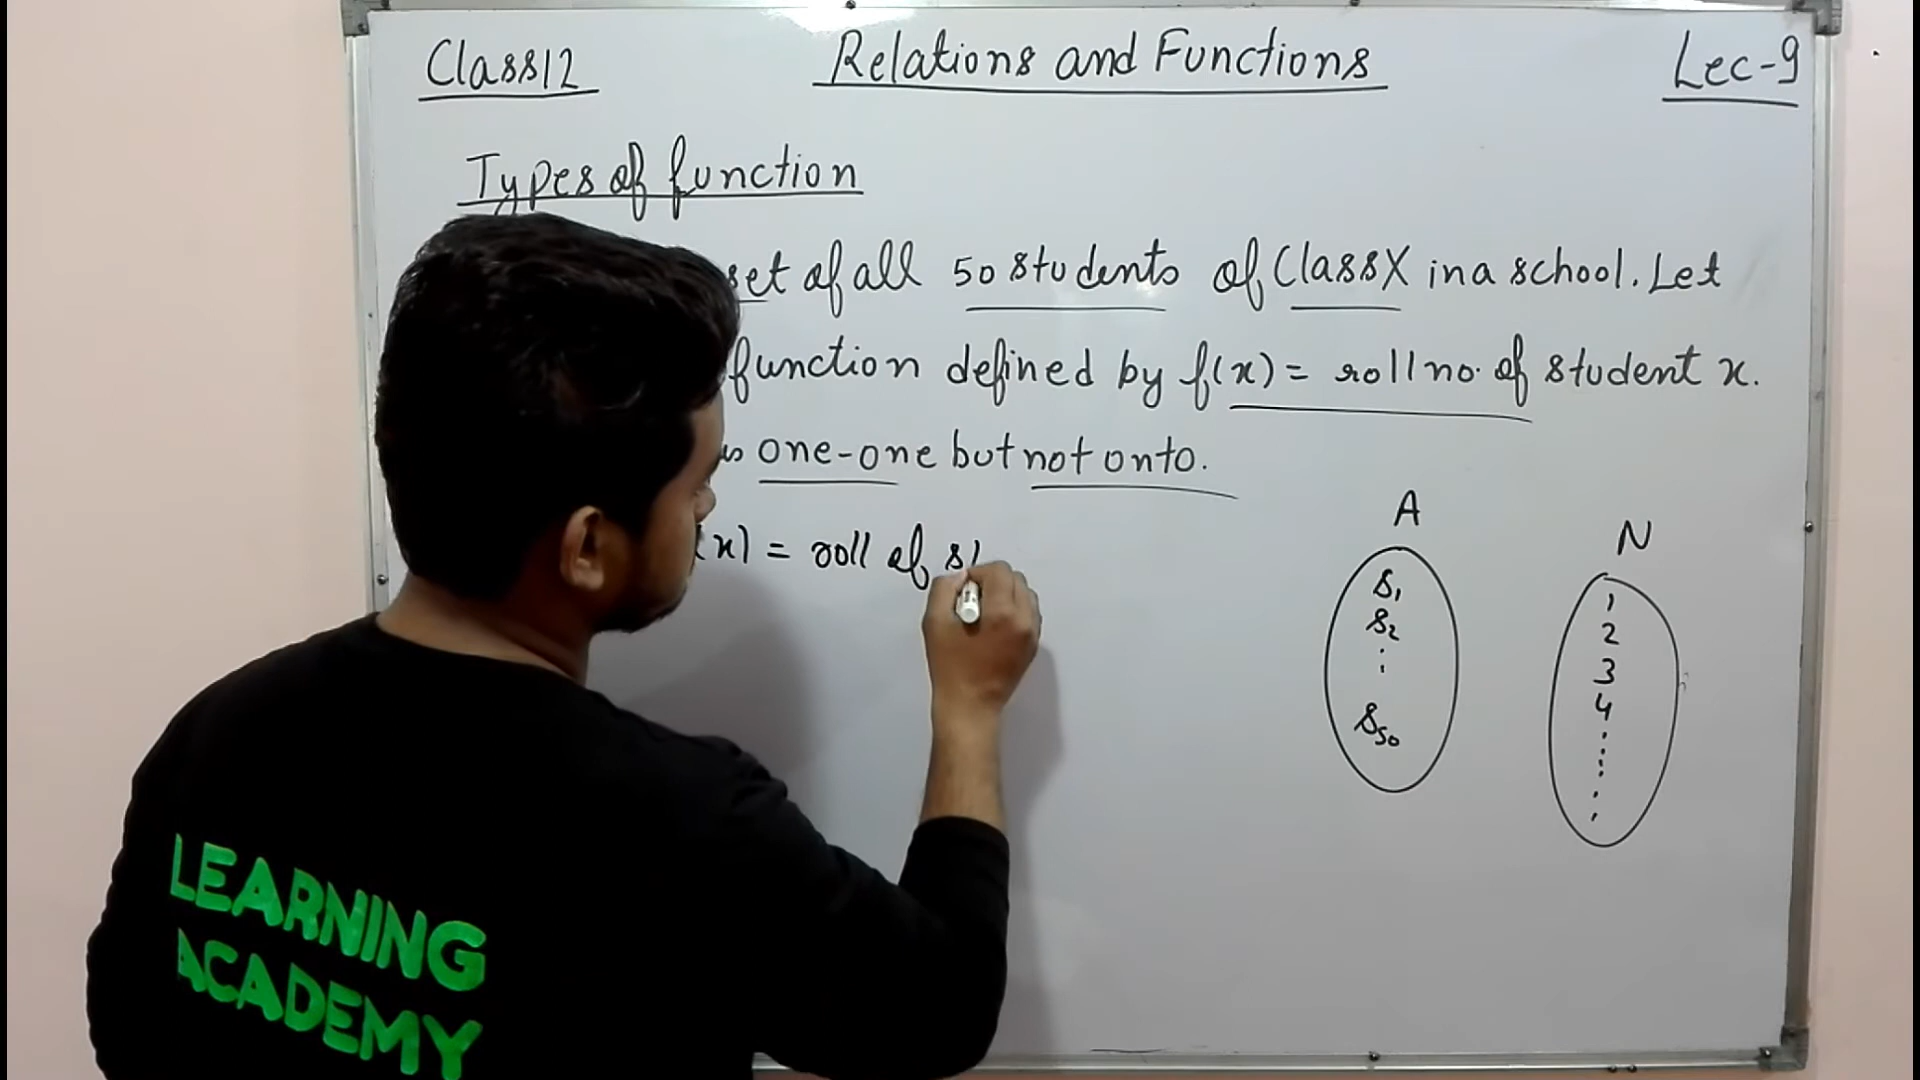 Class 12
Relations and Functions
Lec-9
Types of function
set of all 50 students of Class X in a school. Let
function defined by f(x) = roll no. of student x.
one-one but not onto.
(x) = roll of
A
N
s1
s2
:
s50
1
2
3
4
LEARNING
ACADEMY